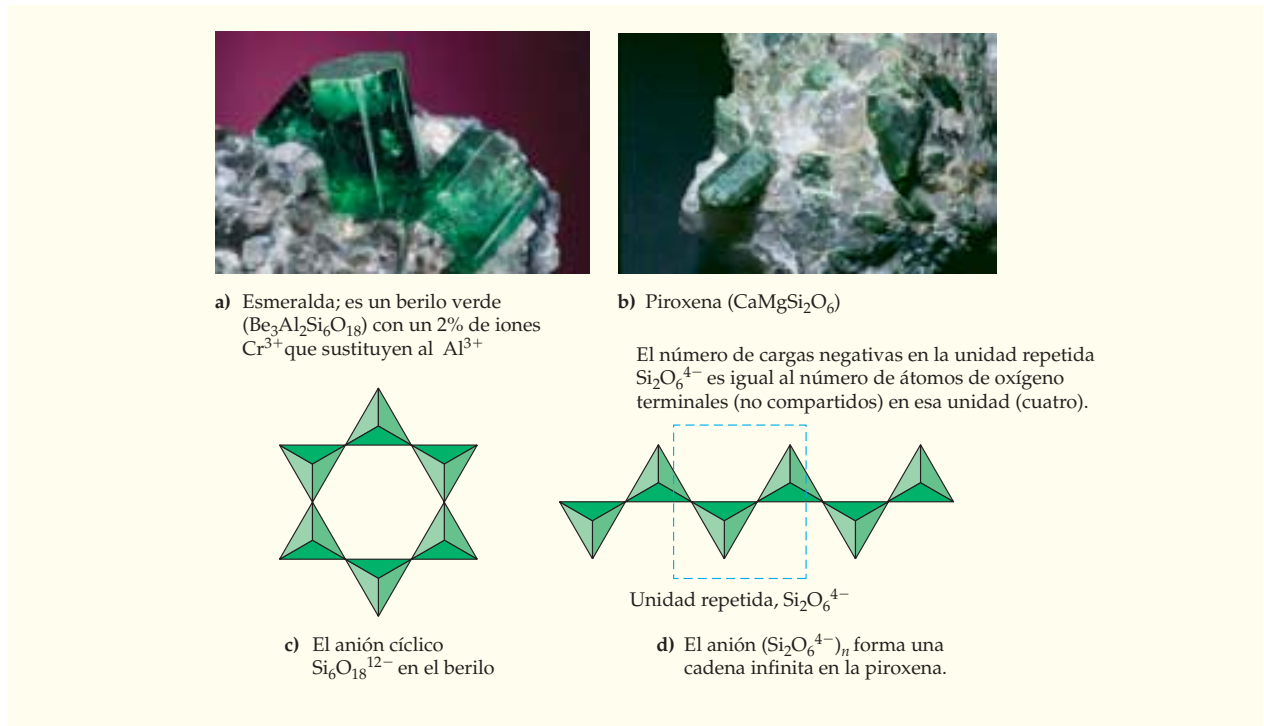 a) Esmeralda; es un berilo verde
(Be₃Al₂Si₆O₁₈) con un 2% de iones
Cr³⁺que sustituyen al Al³⁺
b) Piroxena (CaMgSi₂O₆)
El número de cargas negativas en la unidad repetida
Si₂O₆⁴⁻ es igual al número de átomos de oxígeno
terminales (no compartidos) en esa unidad (cuatro).
Unidad repetida, Si₂O₆⁴⁻
c) El anión cíclico
Si₆O₁₈¹²⁻ en el berilo
d) El anión (Si₂O₆⁴⁻)ₙ forma una
cadena infinita en la piroxena.